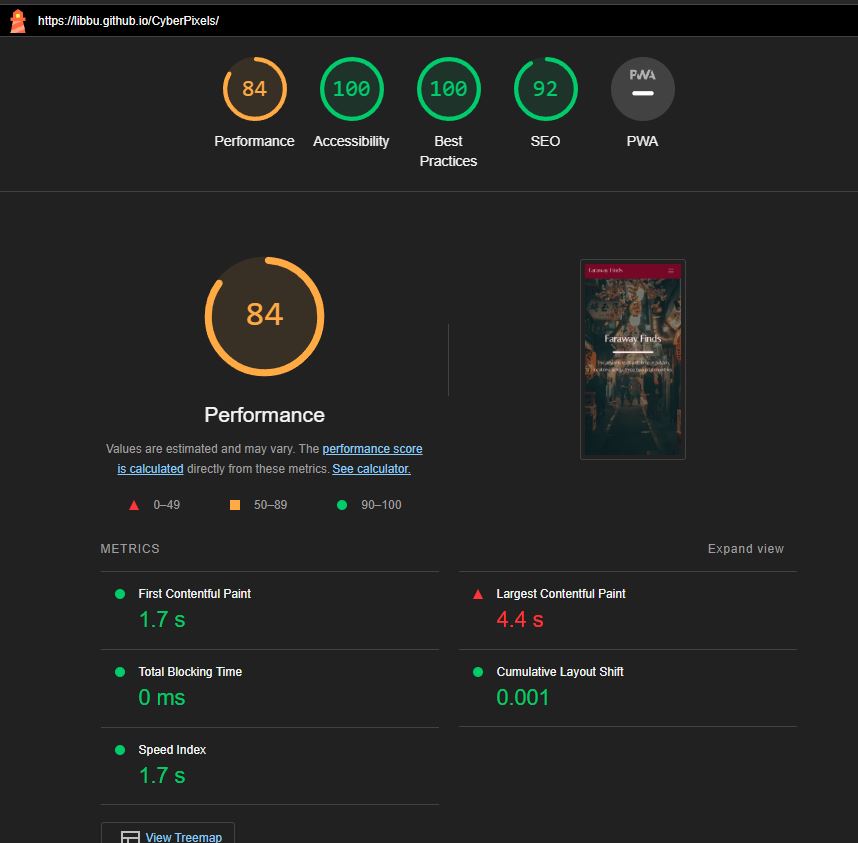 https://libbu.github.io/CyberPixels/
84
100
100
92
PWA
Performance
Accessibility
Best
Practices
SEO
PWA
84
Performance
Values are estimated and may vary. The performance score
is calculated directly from these metrics. See calculator.
0–49
50–89
90–100
Faraway Finds
Faraway Finds
METRICS
Expand view
First Contentful Paint
1.7 s
Largest Contentful Paint
4.4 s
Total Blocking Time
0 ms
Cumulative Layout Shift
0.001
Speed Index
1.7 s
View Treemap